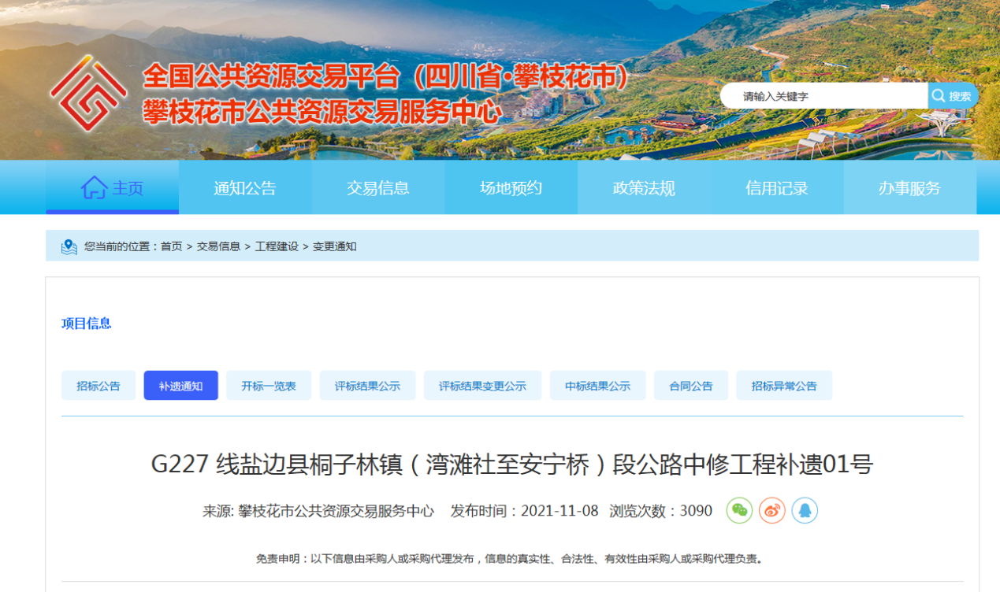 全国公共资源交易平台（四川省·攀枝花市）
攀枝花市公共资源交易服务中心
请输入关键字 搜索
主页 通知公告 交易信息 场地预约 政策法规 信用记录 办事服务
您当前的位置：首页 > 交易信息 > 工程建设 > 变更通知
项目信息
招标公告 补遗通知 开标一览表 评标结果公示 评标结果变更公示 中标结果公示 合同公告 招标异常公告
G227 线盐边县桐子林镇（湾滩社至安宁桥）段公路中修工程补遗01号
来源: 攀枝花市公共资源交易服务中心 发布时间：2021-11-08 浏览次数：3090
免责申明：以下信息由采购人或采购代理发布，信息的真实性、合法性、有效性由采购人或采购代理负责。